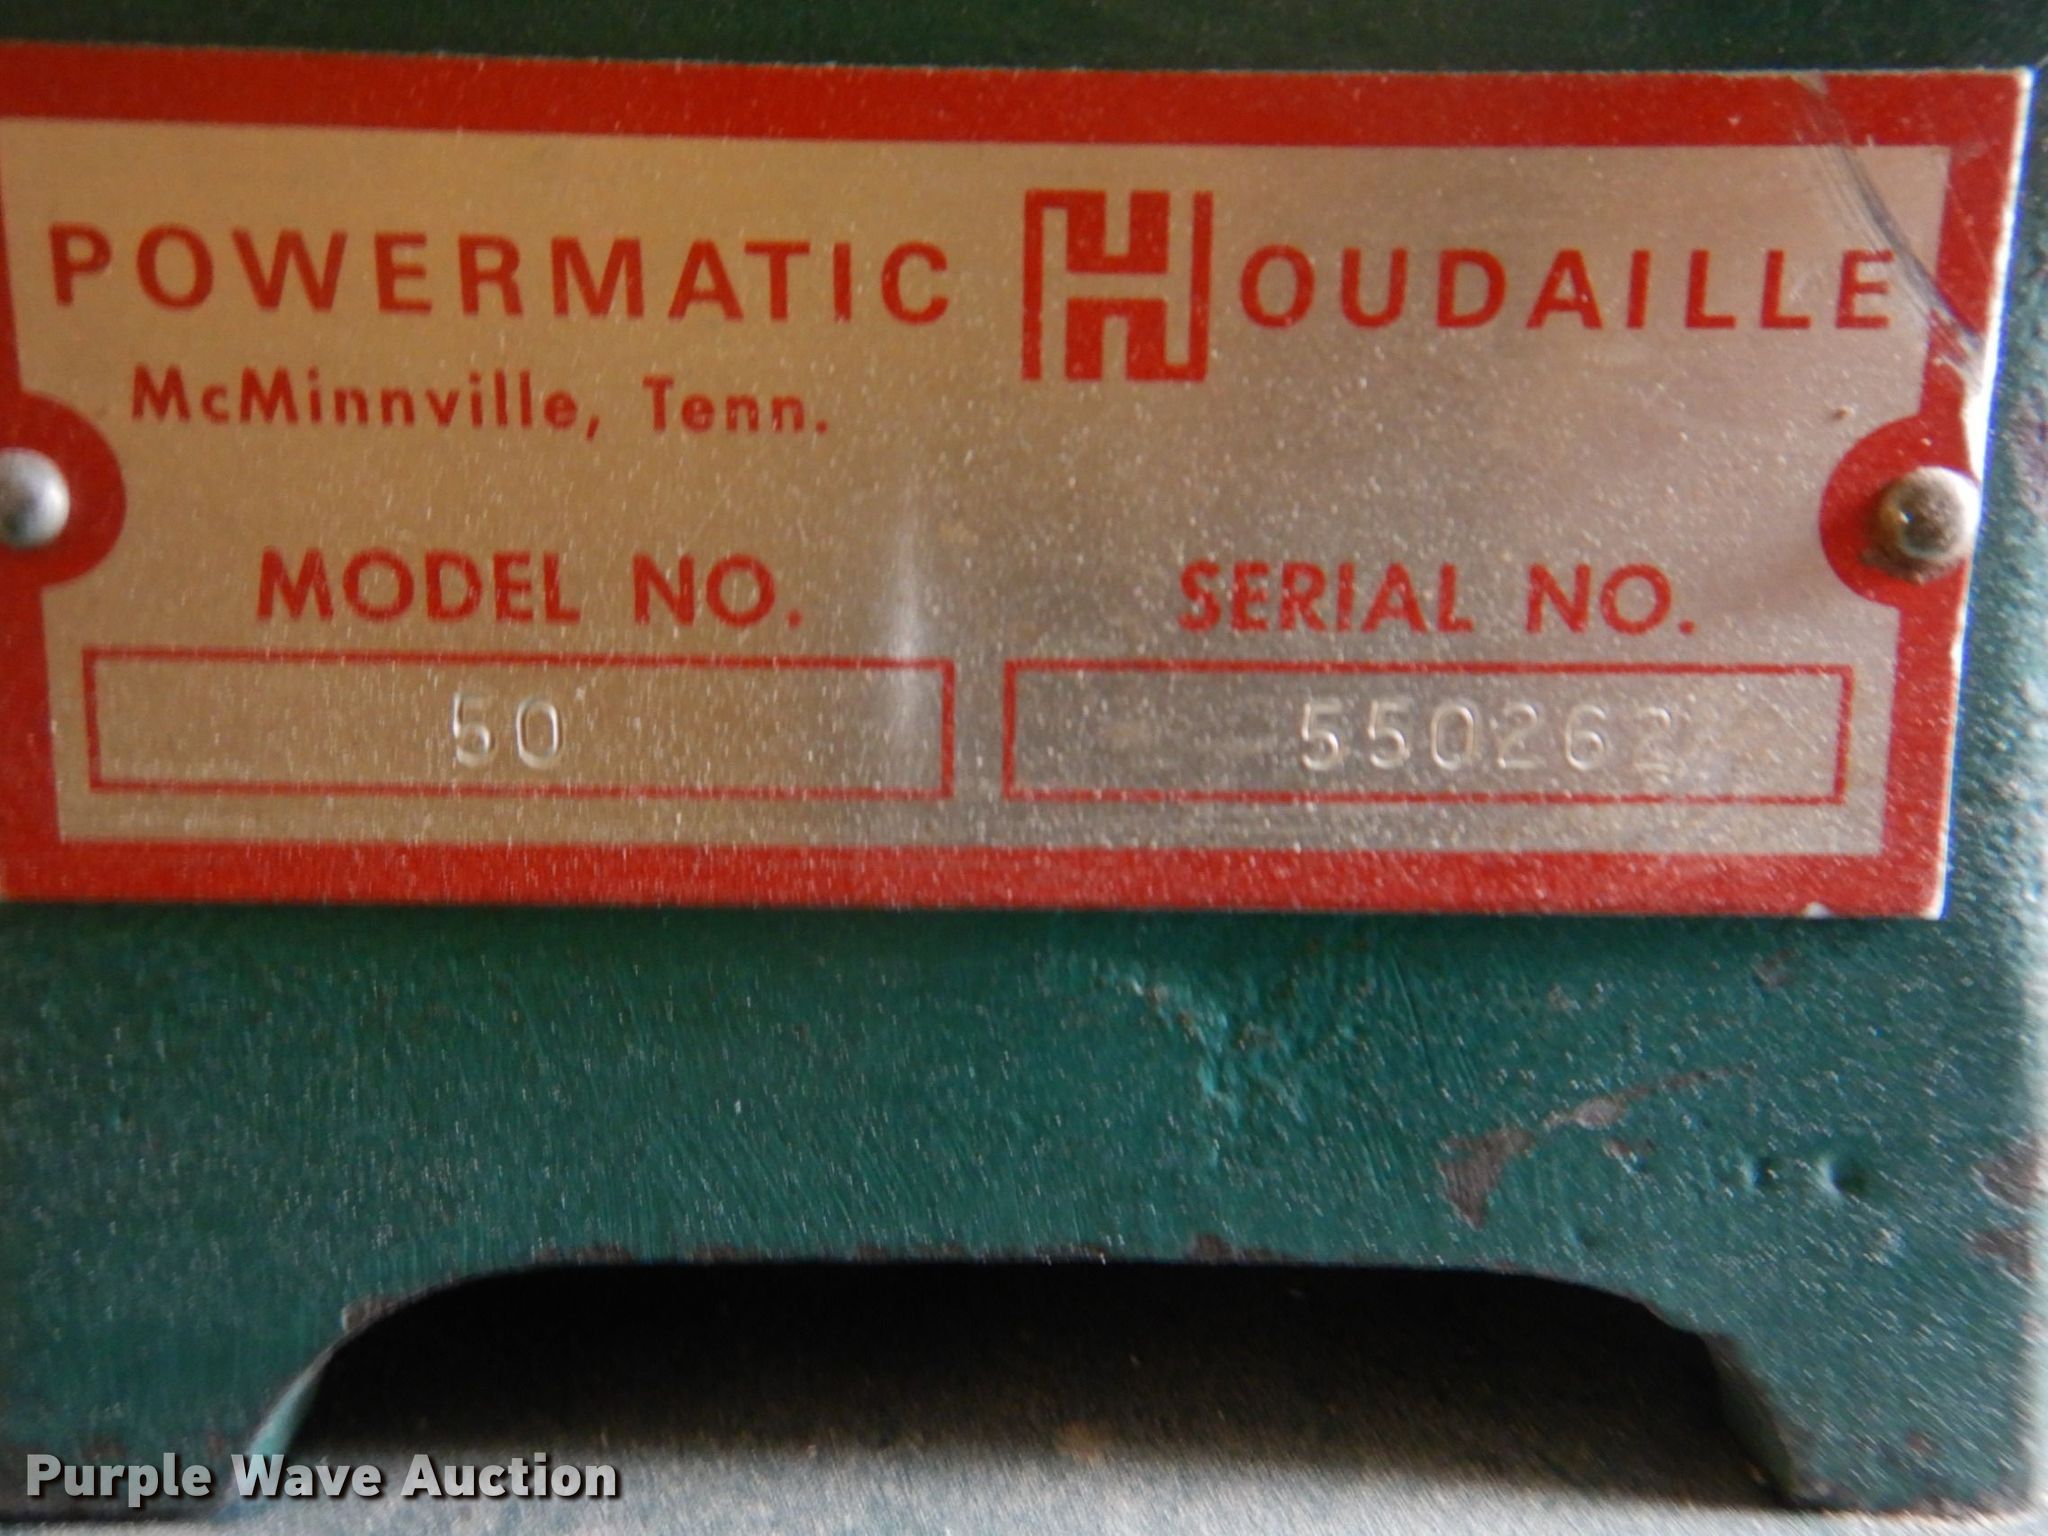 POWERMATIC HOUDAILLE
McMinnville, Tenn.
MODEL NO. SERIAL NO.
50 550262
Purple Wave Auction